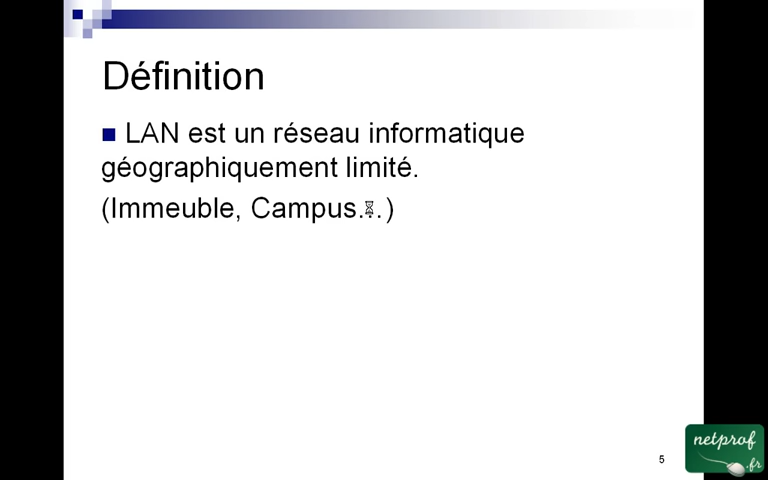 Définition
LAN est un réseau informatique
géographiquement limité.
(Immeuble, Campus...)
5
netprof
.fr